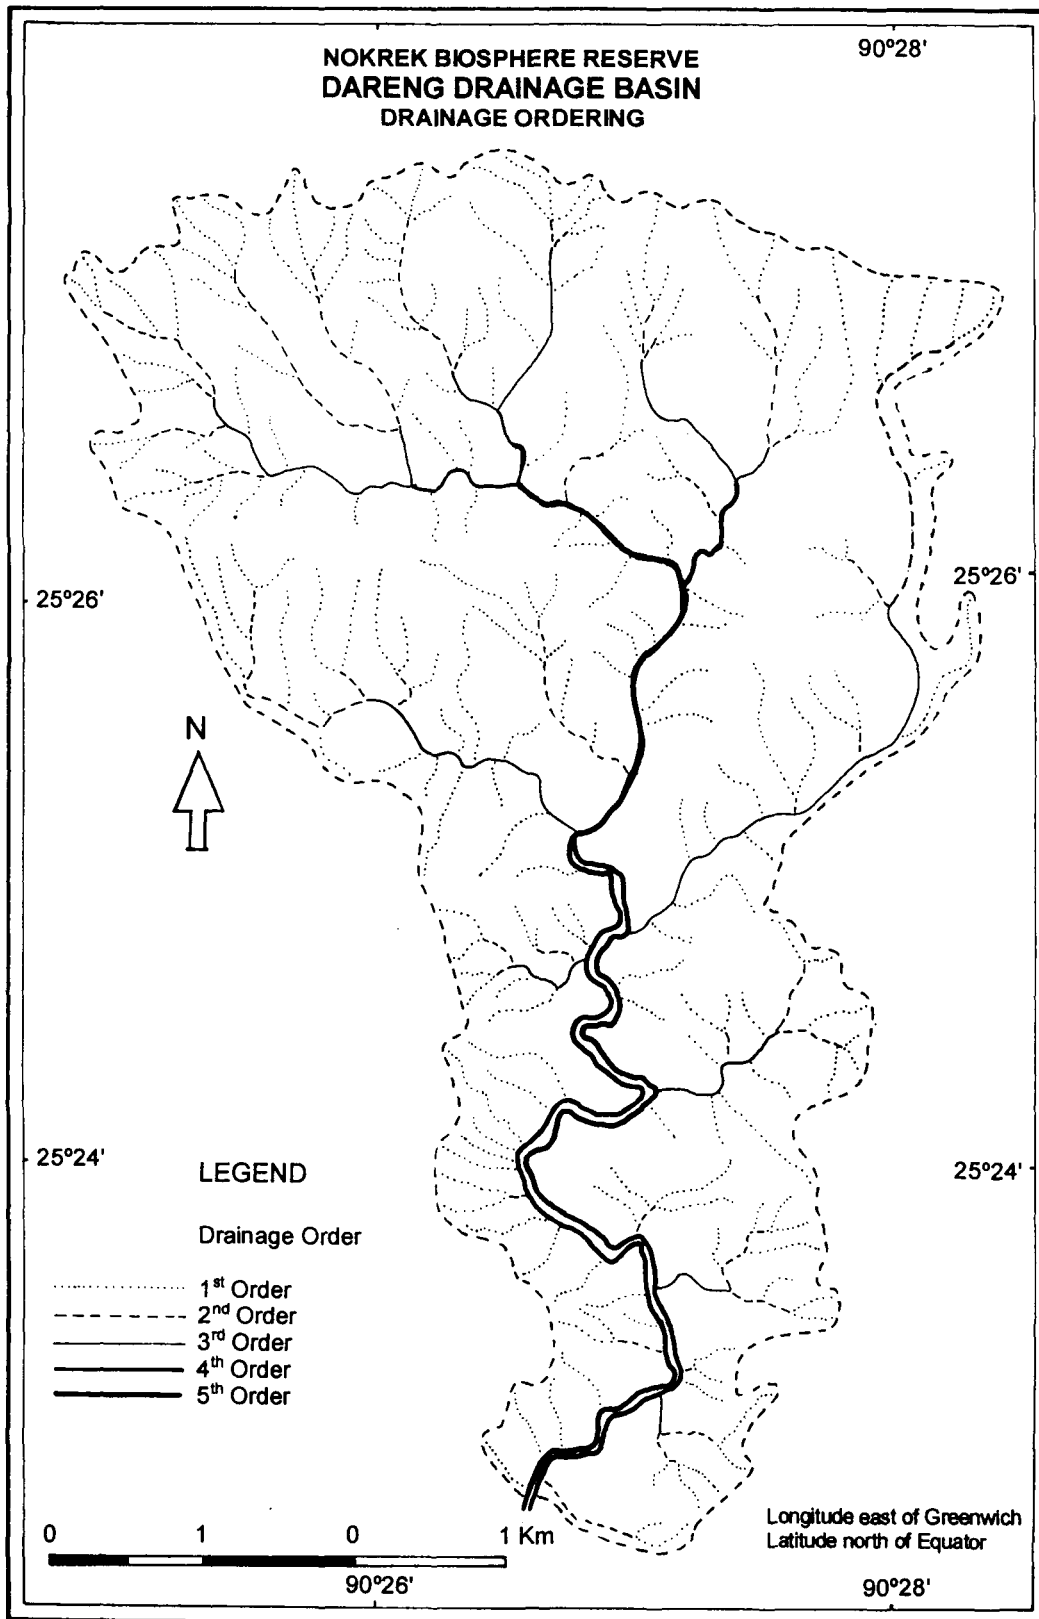 NOKREK BIOSPHERE RESERVE
DARENG DRAINAGE BASIN
DRAINAGE ORDERING
90°28'
25°26'
25°26'
N
25°24'
25°24'
LEGEND
Drainage Order
1st Order
2nd Order
3rd Order
4th Order
5th Order
0 1 0 1 Km
Longitude east of Greenwich
Latitude north of Equator
90°26'
90°28'